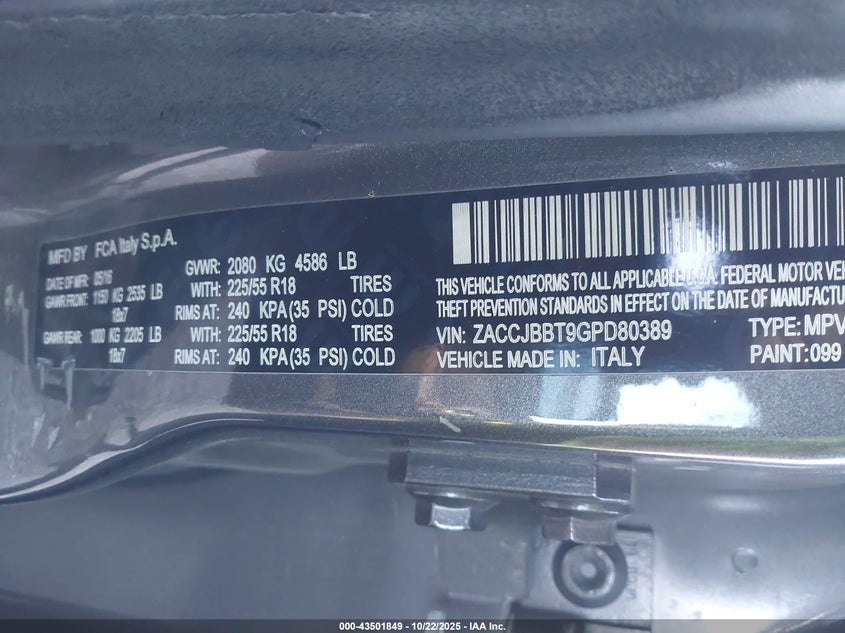 MFD BY FCA Italy S.p.A.
DATE OF MFR: 05/16 GVWR: 2080 KG 4586 LB
GAWR FRONT: 1150 KG 2535 LB WITH: 225/55 R18 TIRES
18x7 RIMS AT: 240 KPA (35 PSI) COLD
GAWR REAR: 1000 KG 2205 LB WITH: 225/55 R18 TIRES
18x7 RIMS AT: 240 KPA (35 PSI) COLD
THIS VEHICLE CONFORMS TO ALL APPLICABLE FEDERAL MOTOR VEH
THEFT PREVENTION STANDARDS IN EFFECT ON THE DATE OF MANUFACTUR
VIN: ZACCJBBT9GPD80389 TYPE: MPV
VEHICLE MADE IN: ITALY PAINT: 099
000-43501849 - 10/22/2025 - IAA Inc.